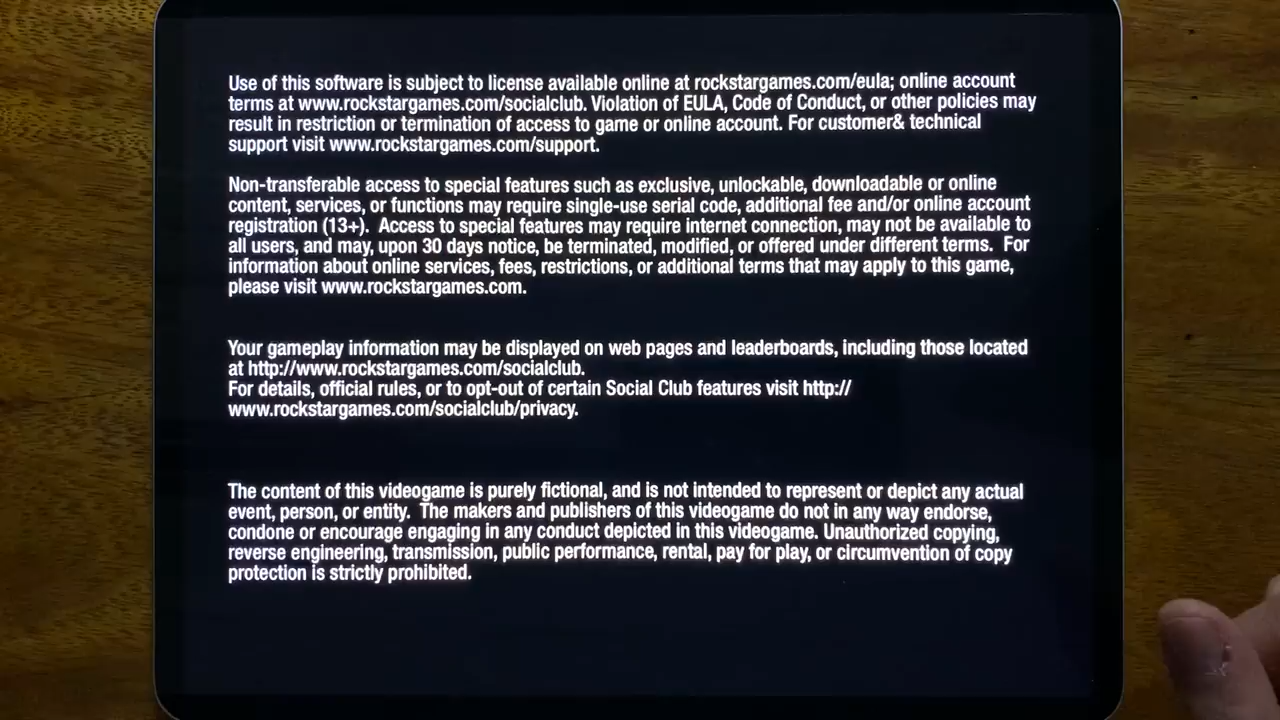 Use of this software is subject to license available online at rockstargames.com/eula; online account
terms at www.rockstargames.com/socialclub. Violation of EULA, Code of Conduct, or other policies may
result in restriction or termination of access to game or online account. For customer& technical
support visit www.rockstargames.com/support.
Non-transferable access to special features such as exclusive, unlockable, downloadable or online
content, services, or functions may require single-use serial code, additional fee and/or online account
registration (13+).  Access to special features may require internet connection, may not be available to
all users, and may, upon 30 days notice, be terminated, modified, or offered under different terms.  For
information about online services, fees, restrictions, or additional terms that may apply to this game,
please visit www.rockstargames.com.
Your gameplay information may be displayed on web pages and leaderboards, including those located
at http://www.rockstargames.com/socialclub.
For details, official rules, or to opt-out of certain Social Club features visit http://
www.rockstargames.com/socialclub/privacy.
The content of this videogame is purely fictional, and is not intended to represent or depict any actual
event, person, or entity.  The makers and publishers of this videogame do not in any way endorse,
condone or encourage engaging in any conduct depicted in this videogame. Unauthorized copying,
reverse engineering, transmission, public performance, rental, pay for play, or circumvention of copy
protection is strictly prohibited.